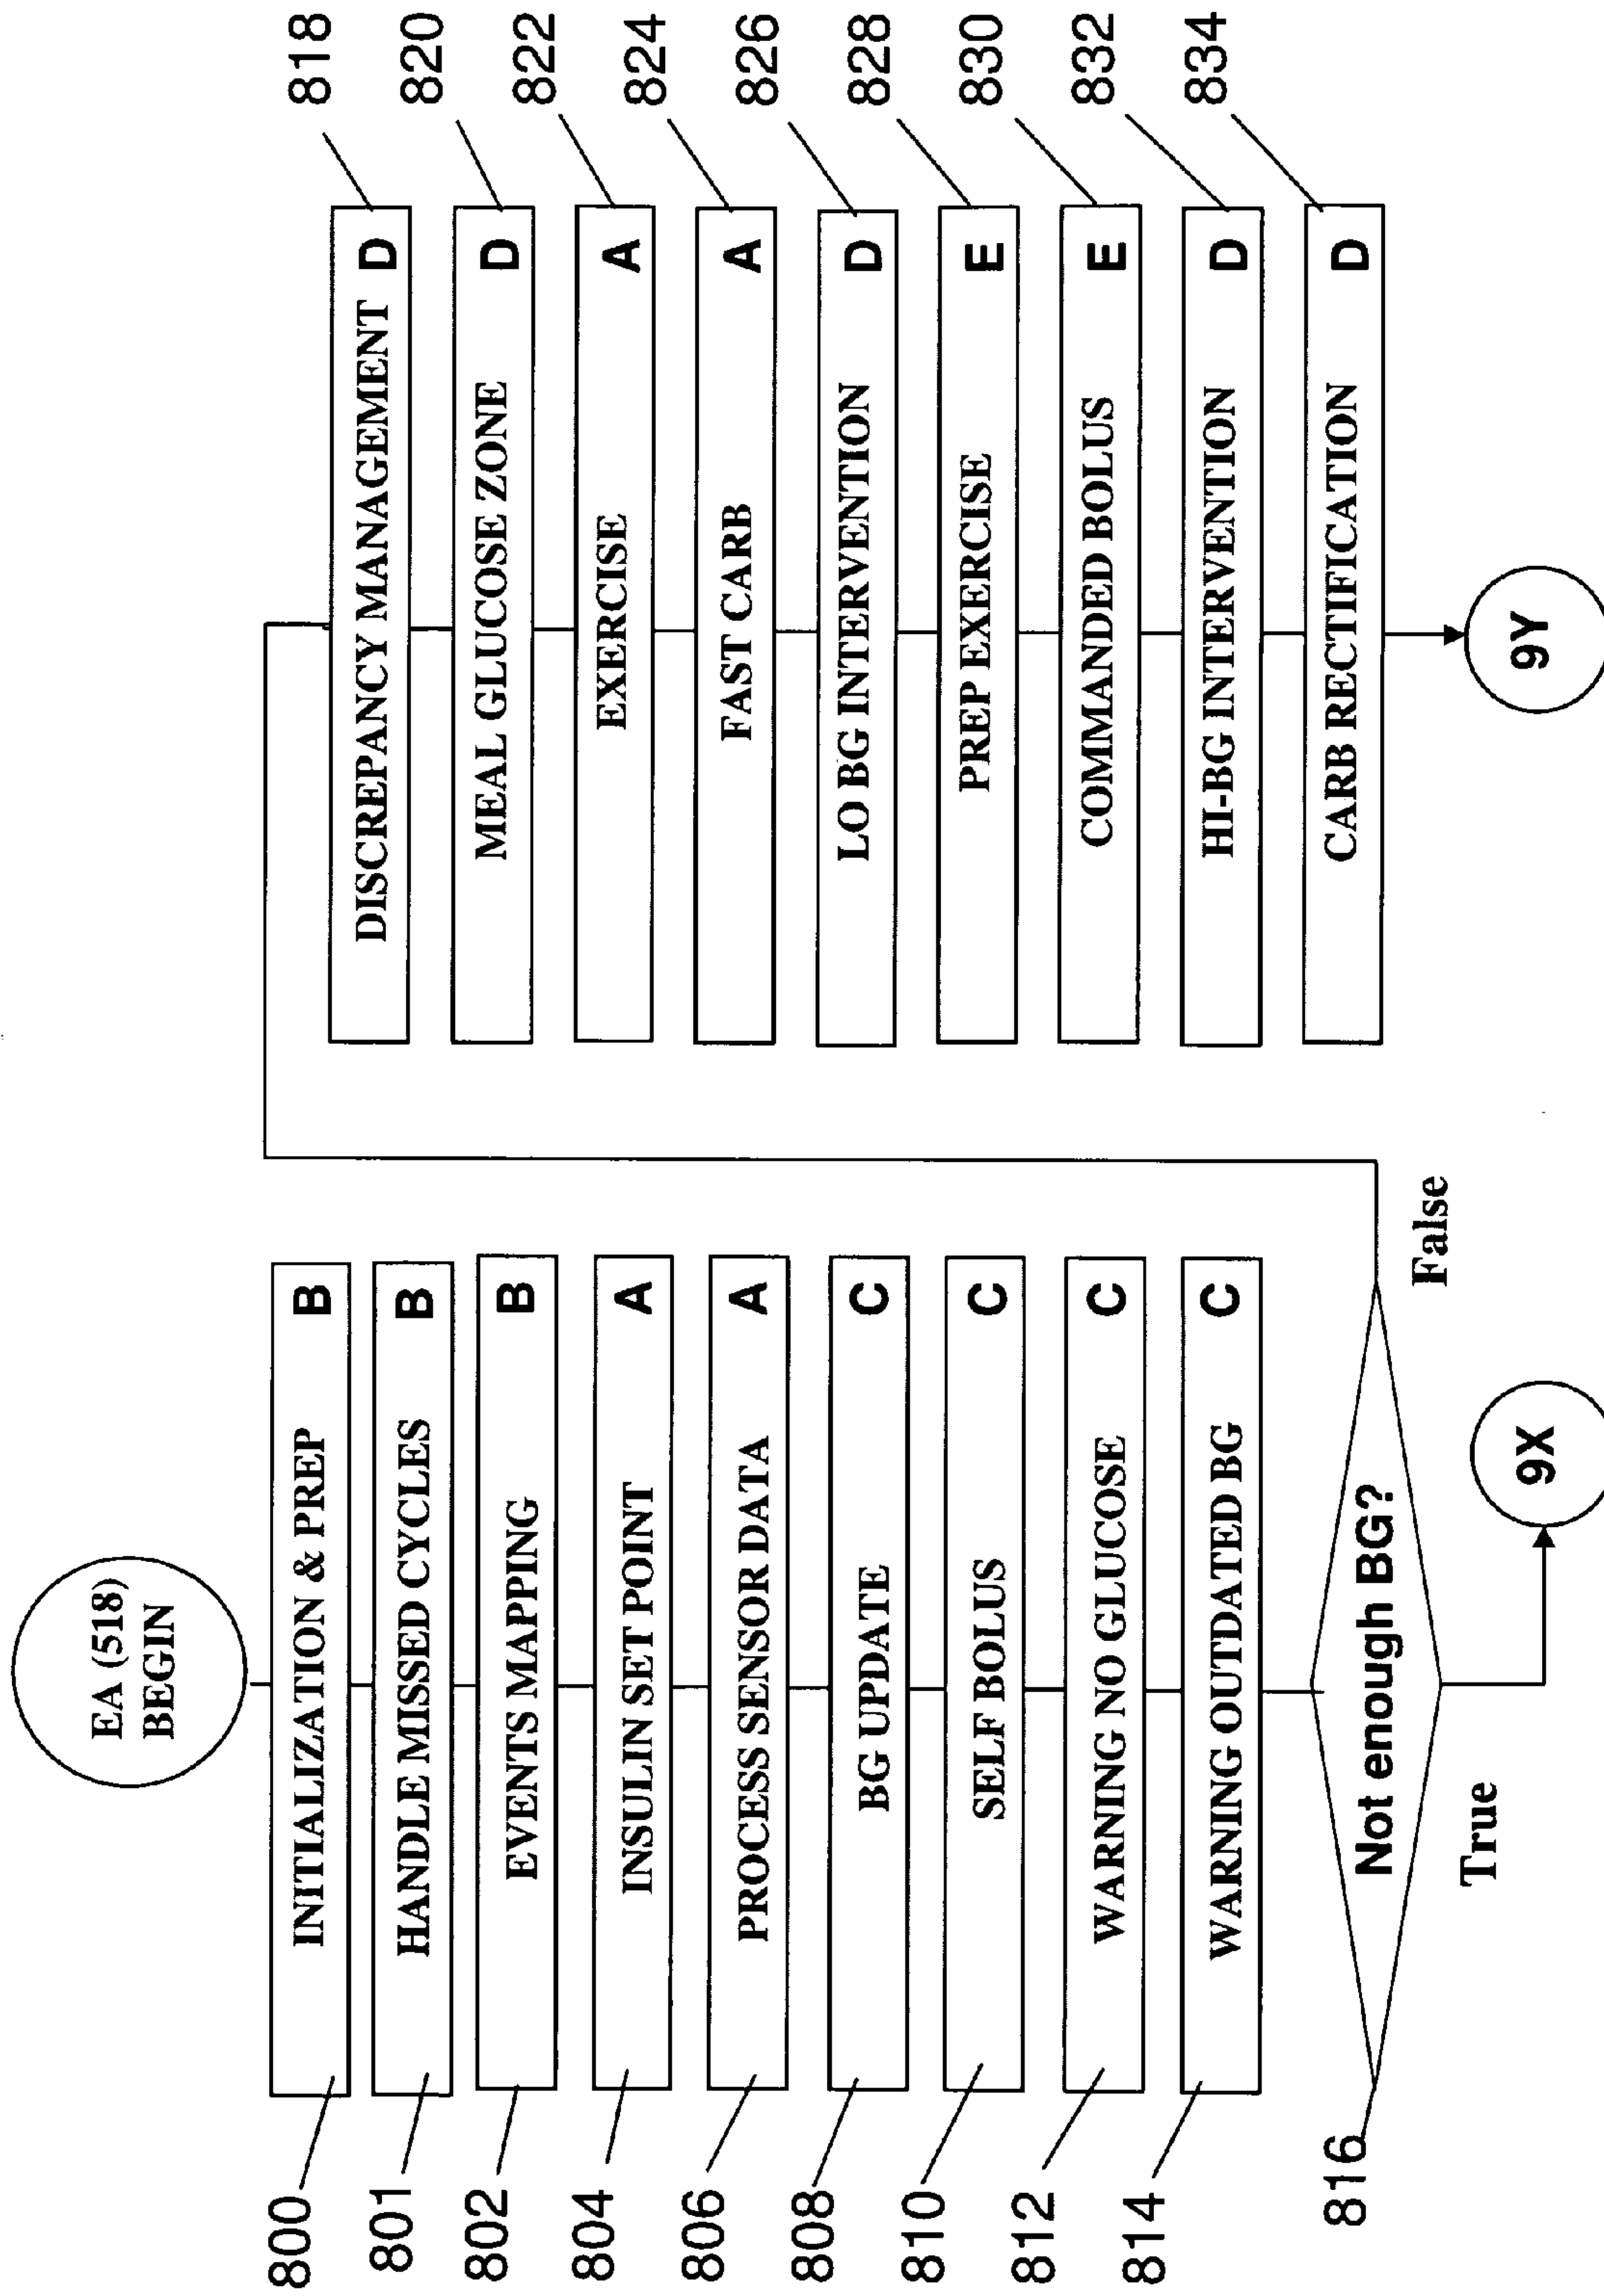 EA (518)
BEGIN
800
INITIALIZATION & PREP B
801
HANDLE MISSED CYCLES B
802
EVENTS MAPPING B
804
INSULIN SET POINT A
806
PROCESS SENSOR DATA A
808
BG UPDATE C
810
SELF BOLUS C
812
WARNING NO GLUCOSE C
814
WARNING OUTDATED BG C
816
Not enough BG?
False
True
9X
DISCREPANCY MANAGEMENT D
818
MEAL GLUCOSE ZONE D
820
EXERCISE A
822
FAST CARB A
824
LO BG INTERVENTION D
826
PREP EXERCISE E
828
COMMANDED BOLUS E
830
HI-BG INTERVENTION D
832
CARB RECTIFICATION D
834
9Y